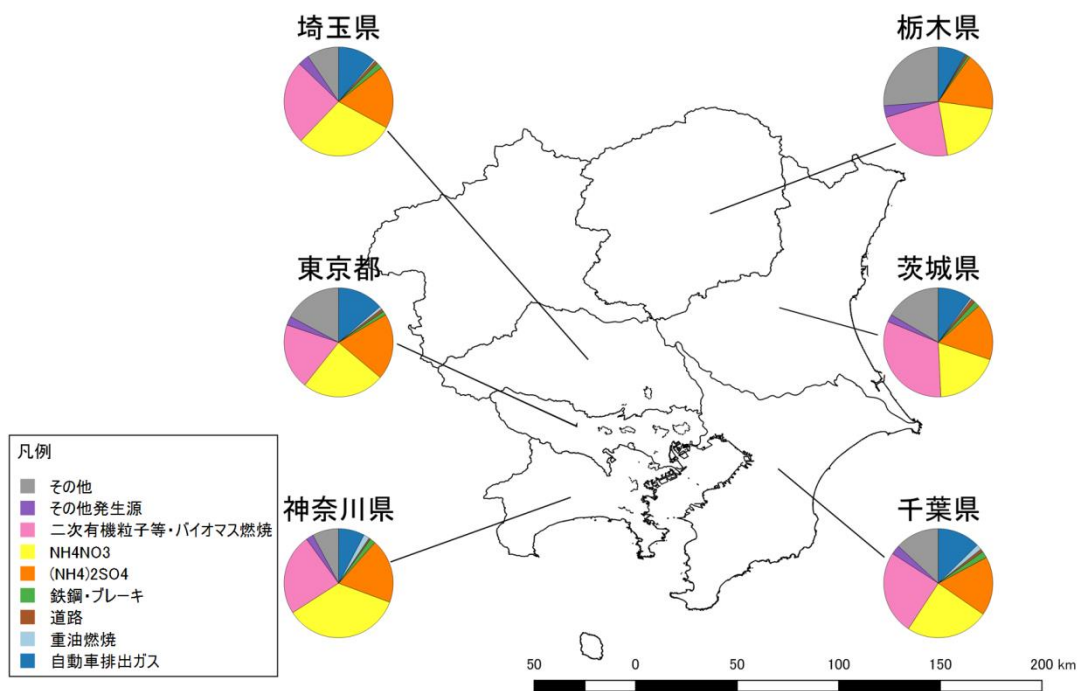 埼玉県
栃木県
東京都
茨城県
神奈川県
千葉県
凡例
その他
その他発生源
二次有機粒子等・バイオマス燃焼
NH4NO3
(NH4)2SO4
鉄鋼・ブレーキ
道路
重油燃焼
自動車排出ガス
50 0 50 100 150 200 km